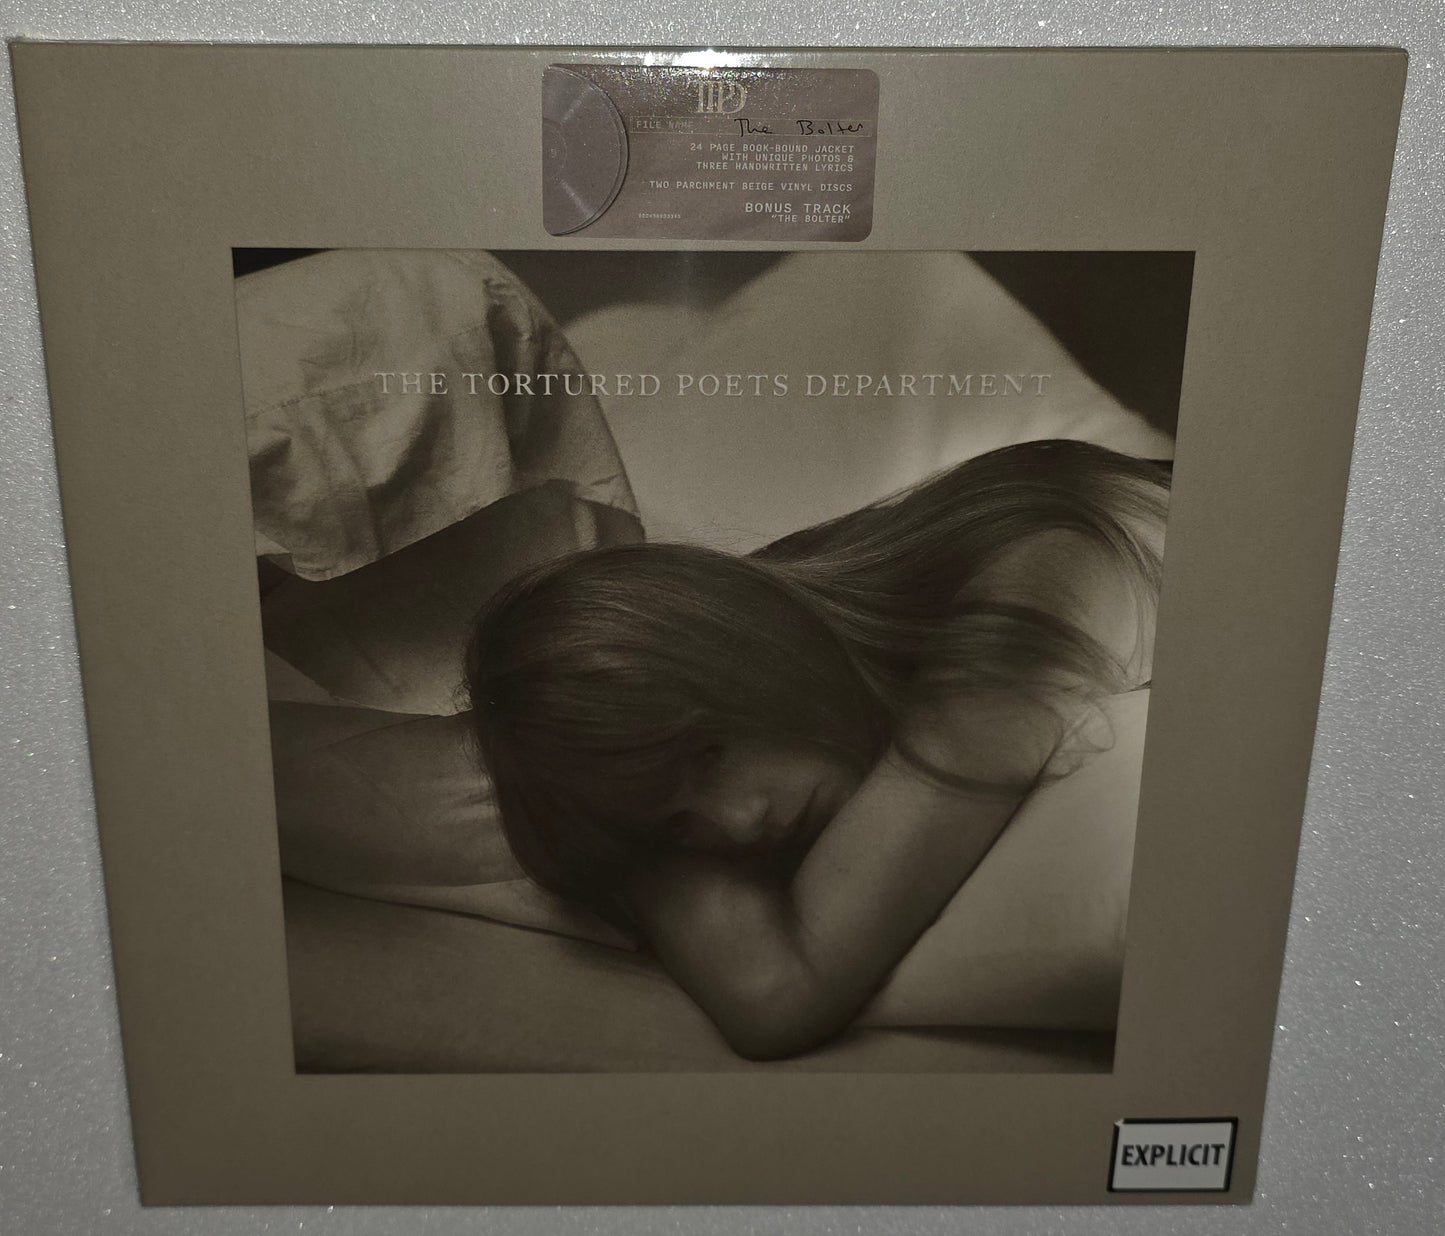 TTPD
FILE NAME The Bolter
24 PAGE BOOK-BOUND JACKET
WITH UNIQUE PHOTOS &
THREE HANDWRITTEN LYRICS
TWO PARCHMENT BEIGE VINYL DISCS
BONUS TRACK
"THE BOLTER"
THE TORTURED POETS DEPARTMENT
EXPLICIT